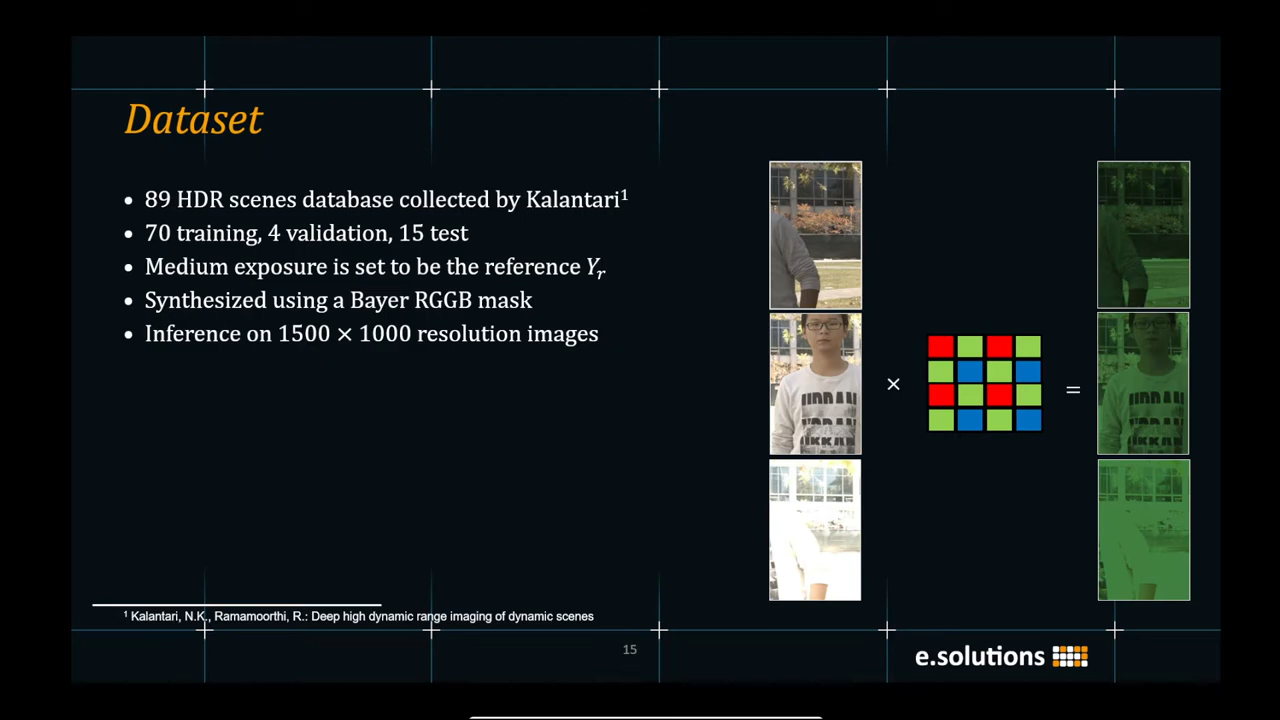 Dataset
• 89 HDR scenes database collected by Kalantari¹
• 70 training, 4 validation, 15 test
• Medium exposure is set to be the reference Yᵣ
• Synthesized using a Bayer RGGB mask
• Inference on 1500 × 1000 resolution images
× =
¹ Kalantari, N.K., Ramamoorthi, R.: Deep high dynamic range imaging of dynamic scenes
15
e.solutions